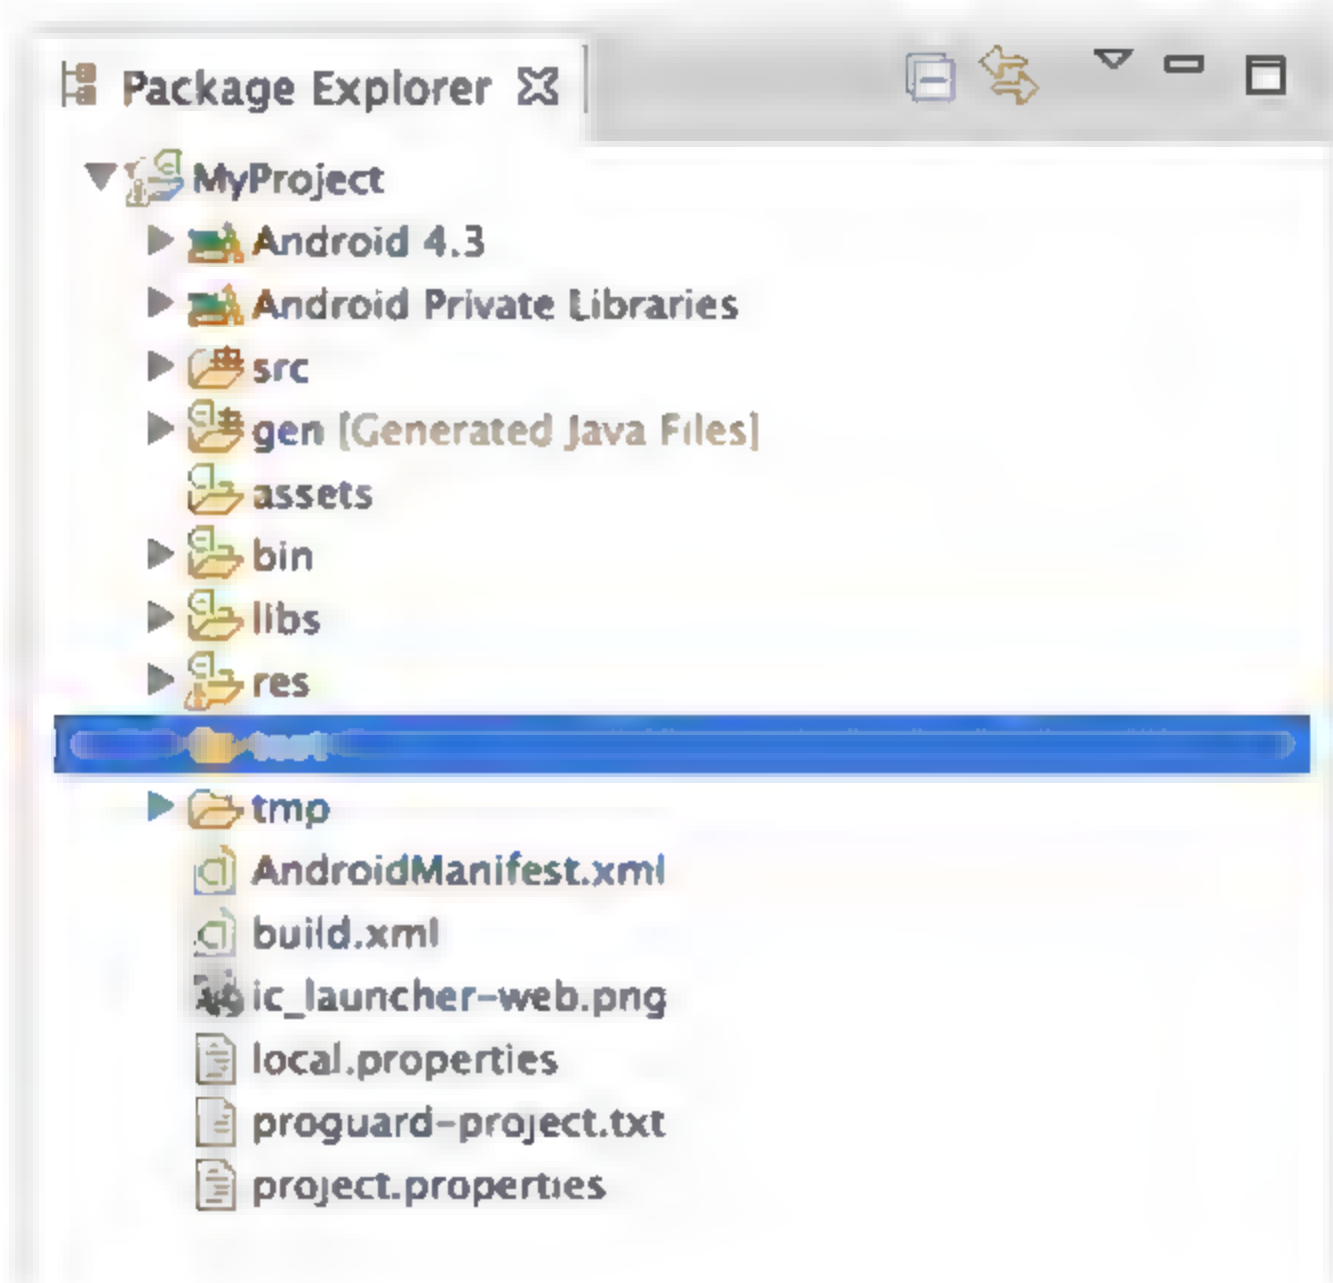 Package Explorer
MyProject
Android 4.3
Android Private Libraries
src
gen [Generated Java Files]
assets
bin
libs
res
tmp
AndroidManifest.xml
build.xml
ic_launcher-web.png
local.properties
proguard-project.txt
project.properties